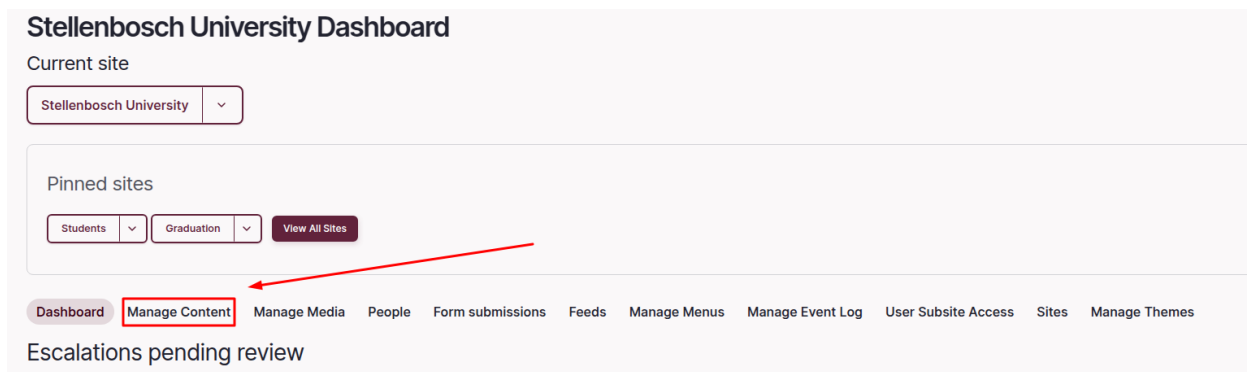 Stellenbosch University Dashboard
Current site
Stellenbosch University
Pinned sites
Students Graduation View All Sites
Dashboard Manage Content Manage Media People Form submissions Feeds Manage Menus Manage Event Log User Subsite Access Sites Manage Themes
Escalations pending review